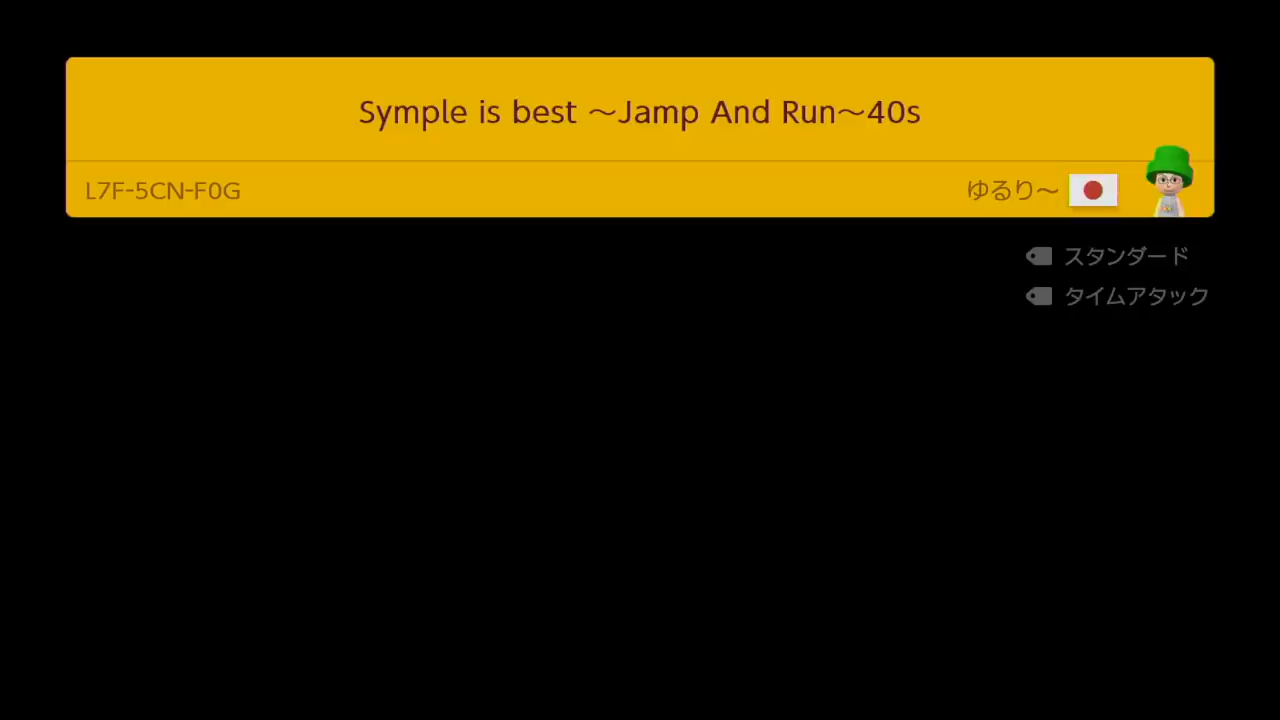 Symple is best ～Jamp And Run～40s
L7F-5CN-F0G
ゆるり～
スタンダード
タイムアタック